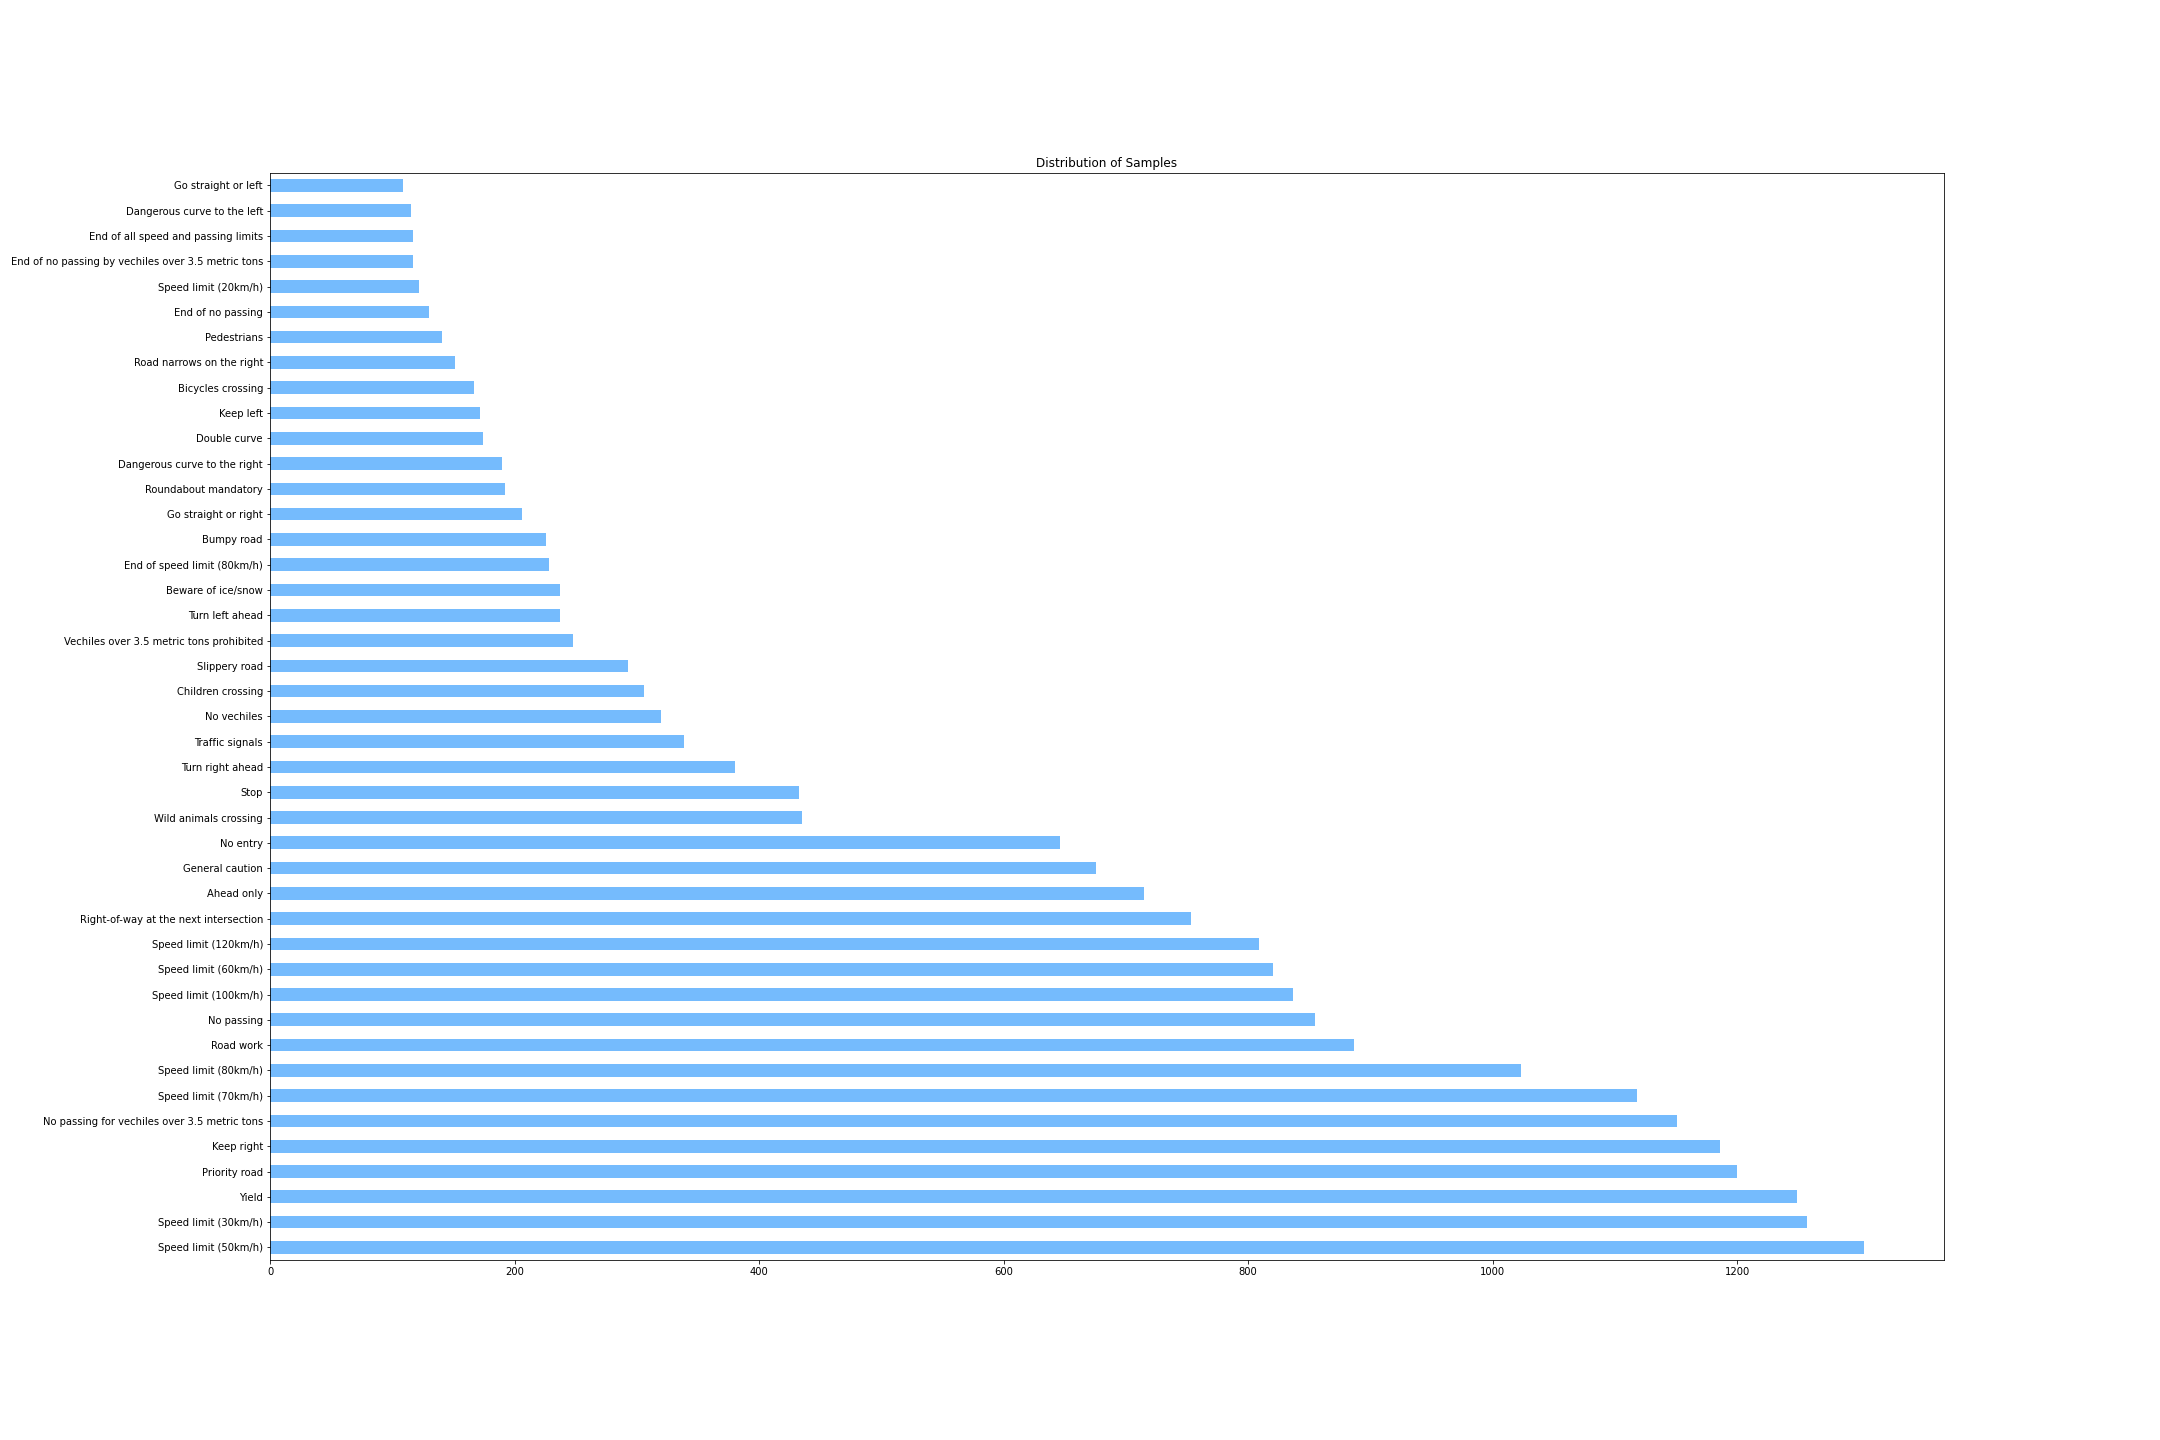 Distribution of Samples
Go straight or left
Dangerous curve to the left
End of all speed and passing limits
End of no passing by vechiles over 3.5 metric tons
Speed limit (20km/h)
End of no passing
Pedestrians
Road narrows on the right
Bicycles crossing
Keep left
Double curve
Dangerous curve to the right
Roundabout mandatory
Go straight or right
Bumpy road
End of speed limit (80km/h)
Beware of ice/snow
Turn left ahead
Vechiles over 3.5 metric tons prohibited
Slippery road
Children crossing
No vechiles
Traffic signals
Turn right ahead
Stop
Wild animals crossing
No entry
General caution
Ahead only
Right-of-way at the next intersection
Speed limit (120km/h)
Speed limit (60km/h)
Speed limit (100km/h)
No passing
Road work
Speed limit (80km/h)
Speed limit (70km/h)
No passing for vechiles over 3.5 metric tons
Keep right
Priority road
Yield
Speed limit (30km/h)
Speed limit (50km/h)
0 200 400 600 800 1000 1200